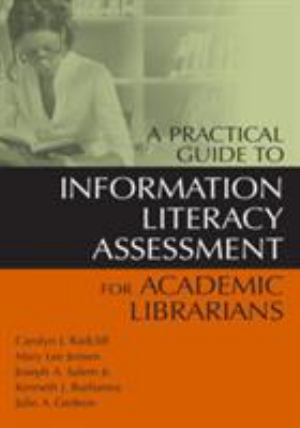 A PRACTICAL
GUIDE TO
INFORMATION
LITERACY
ASSESSMENT
FOR ACADEMIC
LIBRARIANS
Carolyn J. Radcliff
Mary Lee Jensen
Joseph A. Salem Jr.
Kenneth J. Burhanna
Julie A. Gedeon